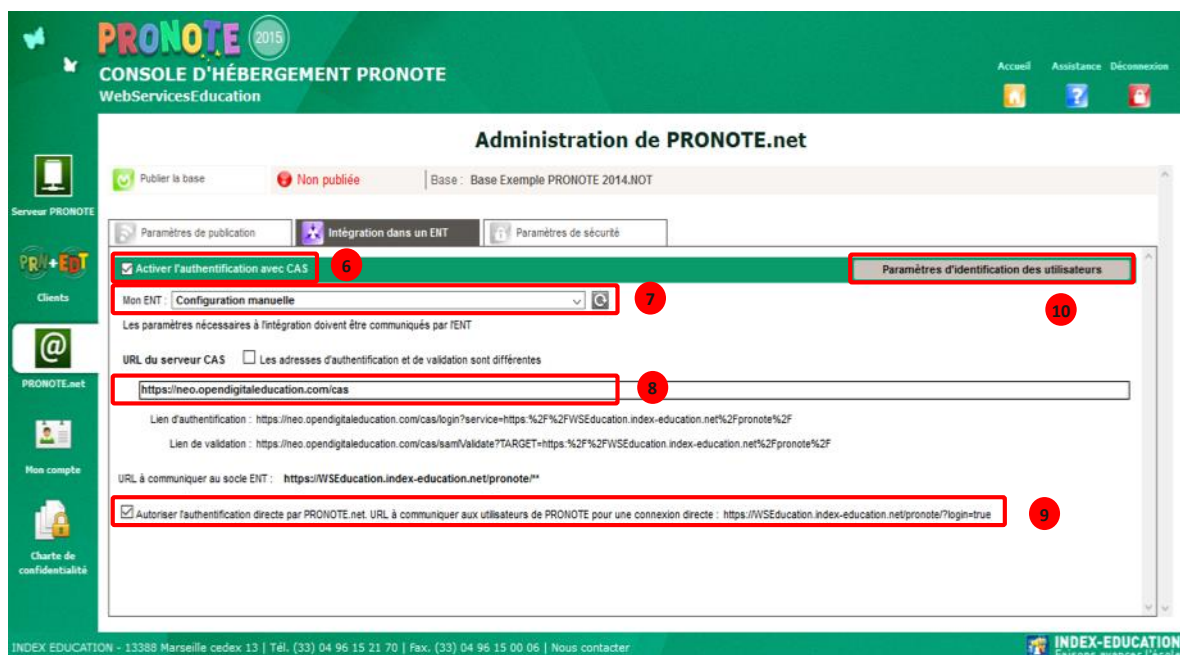 PRONOTE 2015
CONSOLE D'HÉBERGEMENT PRONOTE
WebServicesEducation
Accueil Assistance Déconnexion
Administration de PRONOTE.net
Publier la base Non publiée Base : Base Exemple PRONOTE 2014.NOT
Serveur PRONOTE
Paramètres de publication Intégration dans un ENT Paramètres de sécurité
PRN+EDT
Clients
Activer l'authentification avec CAS 6 Paramètres d'identification des utilisateurs
Mon ENT : Configuration manuelle 7 10
Les paramètres nécessaires à l'intégration doivent être communiqués par l'ENT
@
PRONOTE.net
URL du serveur CAS Les adresses d'authentification et de validation sont différentes
https://neo.opendigitaleducation.com/cas 8
Lien d'authentification : https://neo.opendigitaleducation.com/cas/login?service=https:%2F%2FWSEducation.index-education.net%2Fpronote%2F
Lien de validation : https://neo.opendigitaleducation.com/cas/samlValidate?TARGET=https:%2F%2FWSEducation.index-education.net%2Fpronote%2F
Mon compte
URL à communiquer au socle ENT : https://WSEducation.index-education.net/pronote/**
Autoriser l'authentification directe par PRONOTE.net. URL à communiquer aux utilisateurs de PRONOTE pour une connexion directe : https://WSEducation.index-education.net/pronote/?login=true 9
Charte de
confidentialité
INDEX EDUCATION - 13388 Marseille cedex 13 | Tél. (33) 04 96 15 21 70 | Fax. (33) 04 96 15 00 06 | Nous contacter
INDEX-EDUCATION
Faisons avancer l'école